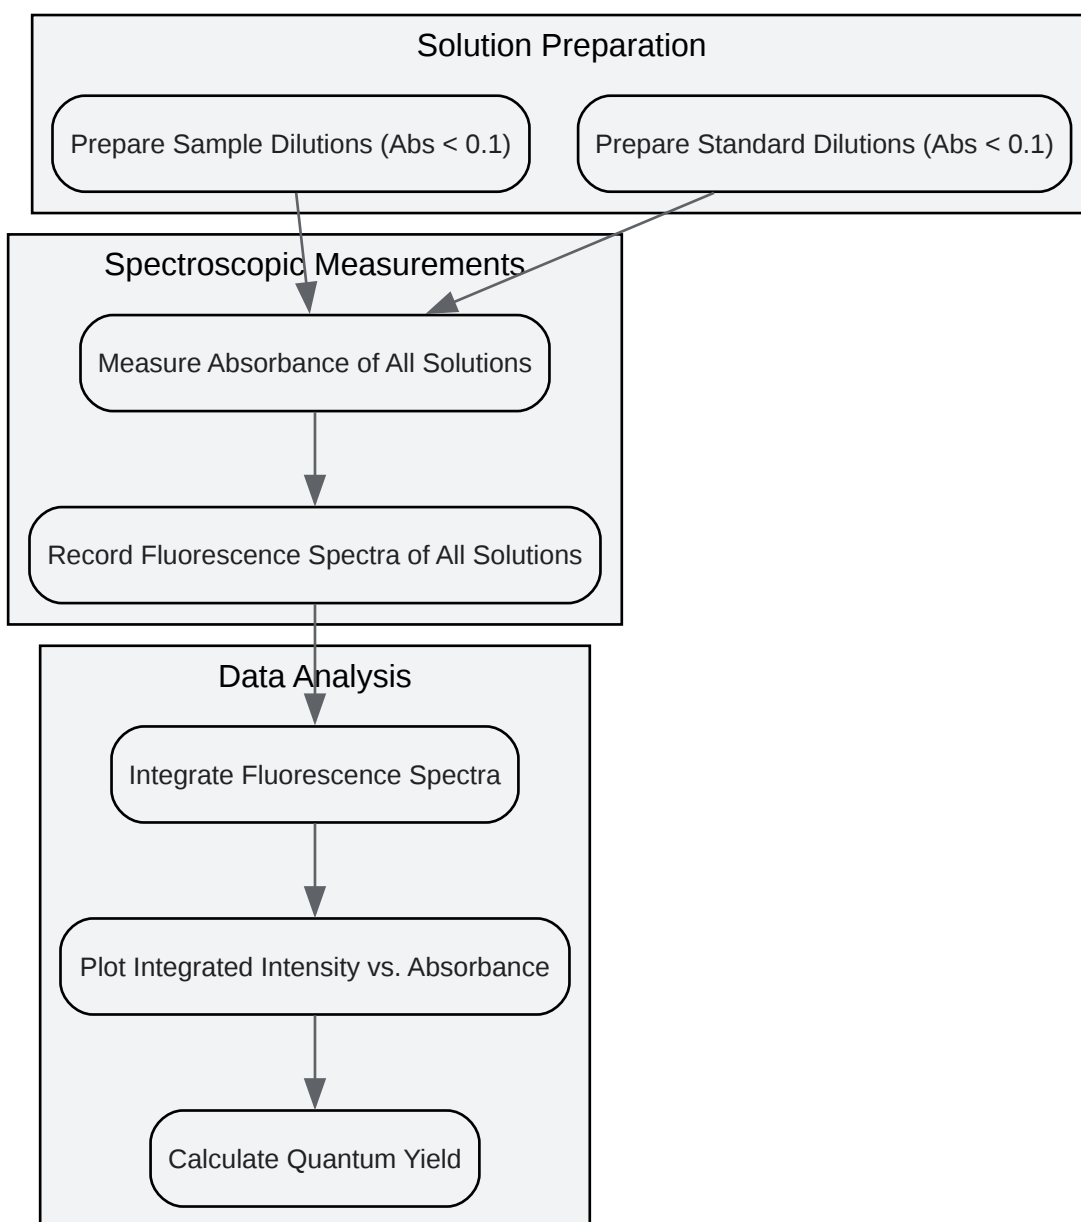 Solution Preparation
Prepare Sample Dilutions (Abs < 0.1)
Prepare Standard Dilutions (Abs < 0.1)
Spectroscopic Measurements
Measure Absorbance of All Solutions
Record Fluorescence Spectra of All Solutions
Data Analysis
Integrate Fluorescence Spectra
Plot Integrated Intensity vs. Absorbance
Calculate Quantum Yield